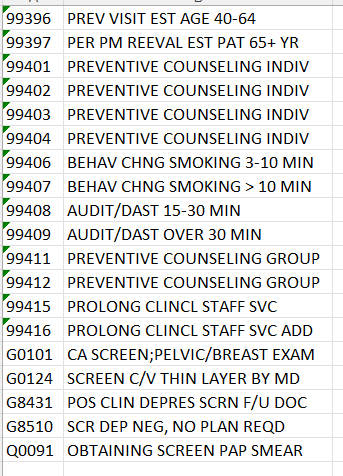 99396 PREV VISIT EST AGE 40-64
99397 PER PM REEVAL EST PAT 65+ YR
99401 PREVENTIVE COUNSELING INDIV
99402 PREVENTIVE COUNSELING INDIV
99403 PREVENTIVE COUNSELING INDIV
99404 PREVENTIVE COUNSELING INDIV
99406 BEHAV CHNG SMOKING 3-10 MIN
99407 BEHAV CHNG SMOKING > 10 MIN
99408 AUDIT/DAST 15-30 MIN
99409 AUDIT/DAST OVER 30 MIN
99411 PREVENTIVE COUNSELING GROUP
99412 PREVENTIVE COUNSELING GROUP
99415 PROLONG CLINCL STAFF SVC
99416 PROLONG CLINCL STAFF SVC ADD
G0101 CA SCREEN;PELVIC/BREAST EXAM
G0124 SCREEN C/V THIN LAYER BY MD
G8431 POS CLIN DEPRES SCRN F/U DOC
G8510 SCR DEP NEG, NO PLAN REQD
Q0091 OBTAINING SCREEN PAP SMEAR